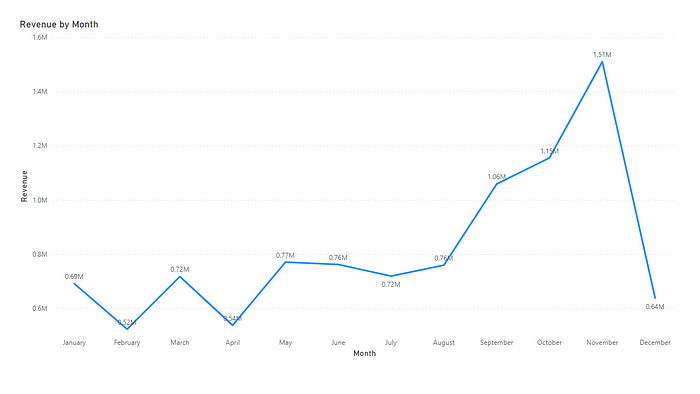 Revenue by Month
1.6M
1.4M
1.2M
1.0M
0.8M
0.6M
Revenue
0.69M
0.52M
0.72M
0.54M
0.77M
0.76M
0.72M
0.76M
1.06M
1.15M
1.51M
0.64M
January February March April May June July August September October November December
Month